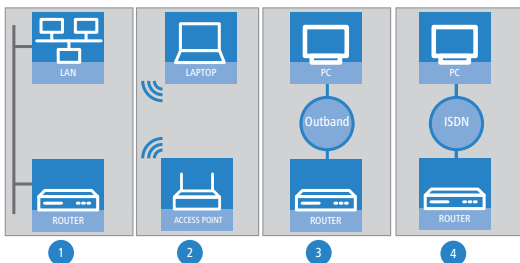 LAN
LAPTOP
PC
PC
Outband
ISDN
ROUTER
ACCESS POINT
ROUTER
ROUTER
1
2
3
4